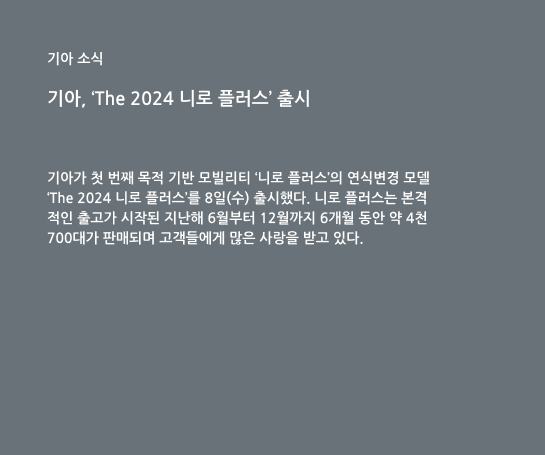 기아 소식
기아, ‘The 2024 니로 플러스’ 출시
기아가 첫 번째 목적 기반 모빌리티 ‘니로 플러스’의 연식변경 모델
‘The 2024 니로 플러스’를 8일(수) 출시했다. 니로 플러스는 본격
적인 출고가 시작된 지난해 6월부터 12월까지 6개월 동안 약 4천
700대가 판매되며 고객들에게 많은 사랑을 받고 있다.